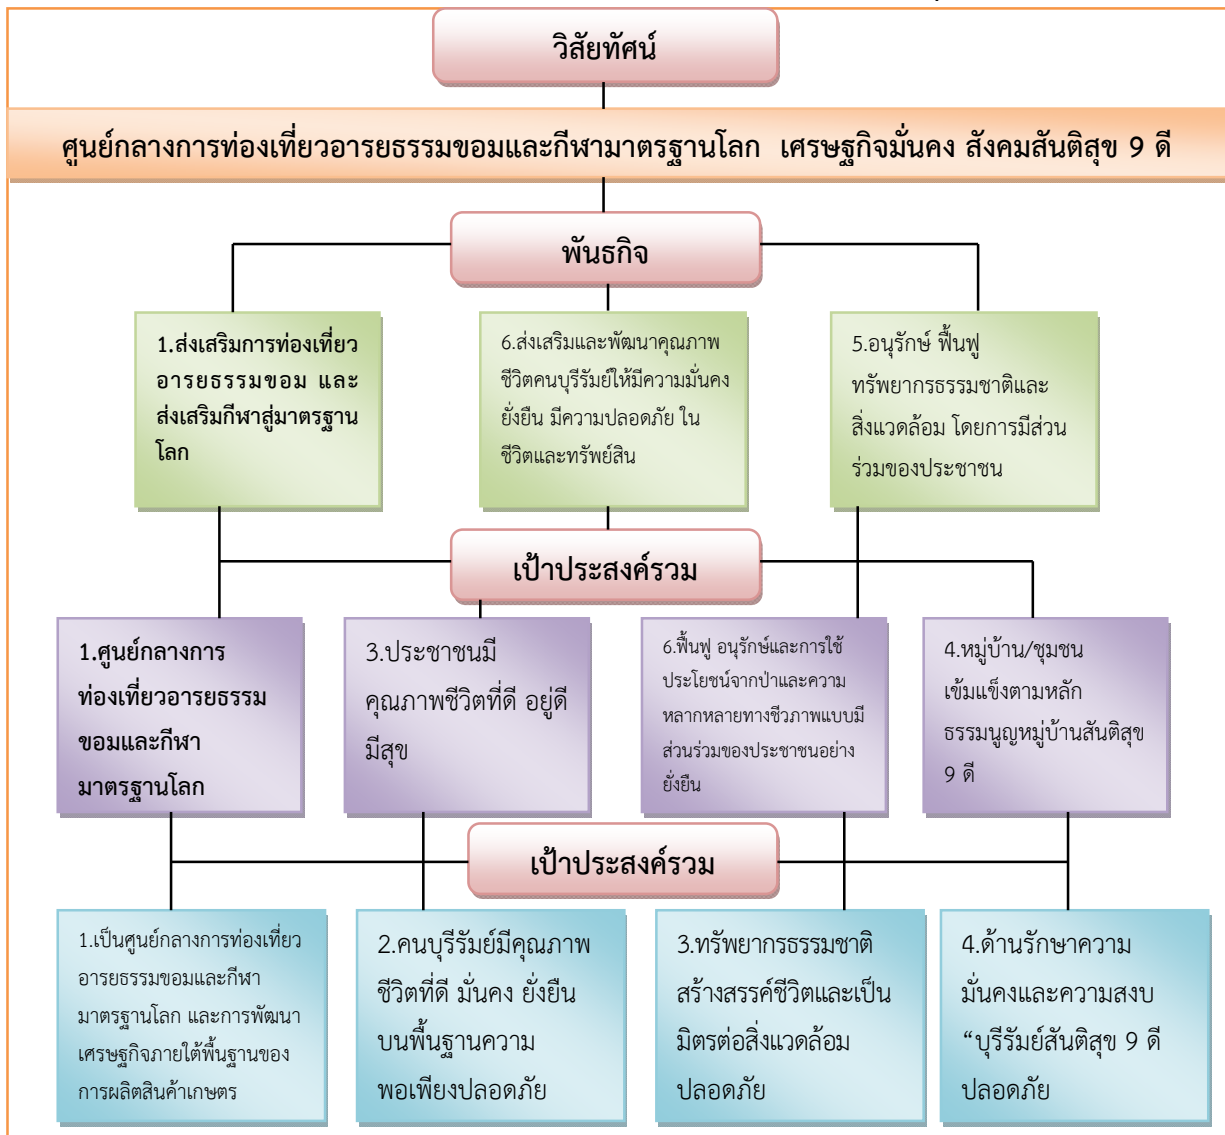 วิสัยทัศน์
ศูนย์กลางการท่องเที่ยวอารยธรรมขอมและกีฬามาตรฐานโลก เศรษฐกิจมั่นคง สังคมสันติสุข 9 ดี
พันธกิจ
1.ส่งเสริมการท่องเที่ยว
อารยธรรมขอม และ
ส่งเสริมกีฬาสู่มาตรฐาน
โลก
6.ส่งเสริมและพัฒนาคุณภาพ
ชีวิตคนบุรีรัมย์ให้มีความมั่นคง
ยั่งยืน มีความปลอดภัย ใน
ชีวิตและทรัพย์สิน
5.อนุรักษ์ ฟื้นฟู
ทรัพยากรธรรมชาติและ
สิ่งแวดล้อม โดยการมีส่วน
ร่วมของประชาชน
เป้าประสงค์รวม
1.ศูนย์กลางการ
ท่องเที่ยวอารยธรรม
ขอมและกีฬา
มาตรฐานโลก
3.ประชาชนมี
คุณภาพชีวิตที่ดี อยู่ดี
มีสุข
6.ฟื้นฟู อนุรักษ์และการใช้
ประโยชน์จากป่าและความ
หลากหลายทางชีวภาพแบบมี
ส่วนร่วมของประชาชนอย่าง
ยั่งยืน
4.หมู่บ้าน/ชุมชน
เข้มแข็งตามหลัก
ธรรมนูญหมู่บ้านสันติสุข
9 ดี
เป้าประสงค์รวม
1.เป็นศูนย์กลางการท่องเที่ยว
อารยธรรมขอมและกีฬา
มาตรฐานโลก และการพัฒนา
เศรษฐกิจภายใต้พื้นฐานของ
การผลิตสินค้าเกษตร
2.คนบุรีรัมย์มีคุณภาพ
ชีวิตที่ดี มั่นคง ยั่งยืน
บนพื้นฐานความ
พอเพียงปลอดภัย
3.ทรัพยากรธรรมชาติ
สร้างสรรค์ชีวิตและเป็น
มิตรต่อสิ่งแวดล้อม
ปลอดภัย
4.ด้านรักษาความ
มั่นคงและความสงบ
“บุรีรัมย์สันติสุข 9 ดี
ปลอดภัย